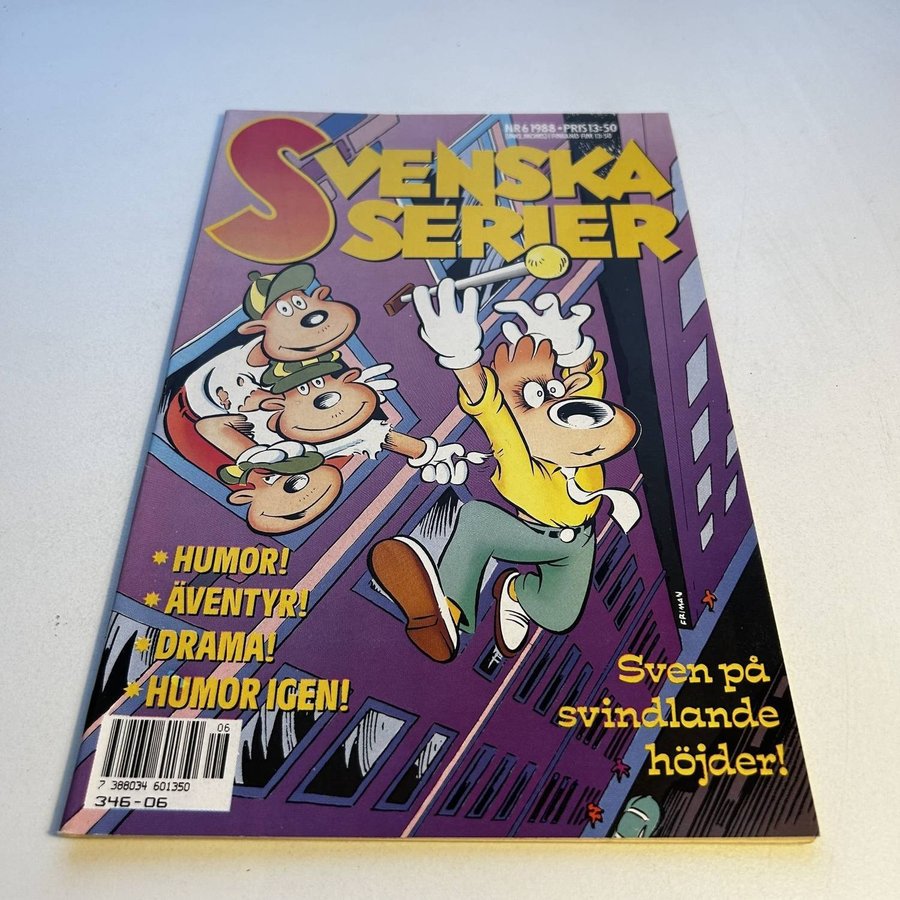 NR 6 1988 • PRIS 13:50
SVENSKA
SERIER
* HUMOR!
* ÄVENTYR!
* DRAMA!
* HUMOR IGEN!
FRIMAN
Sven på
svindlande
höjder!
06
7 388034 601350
346-06